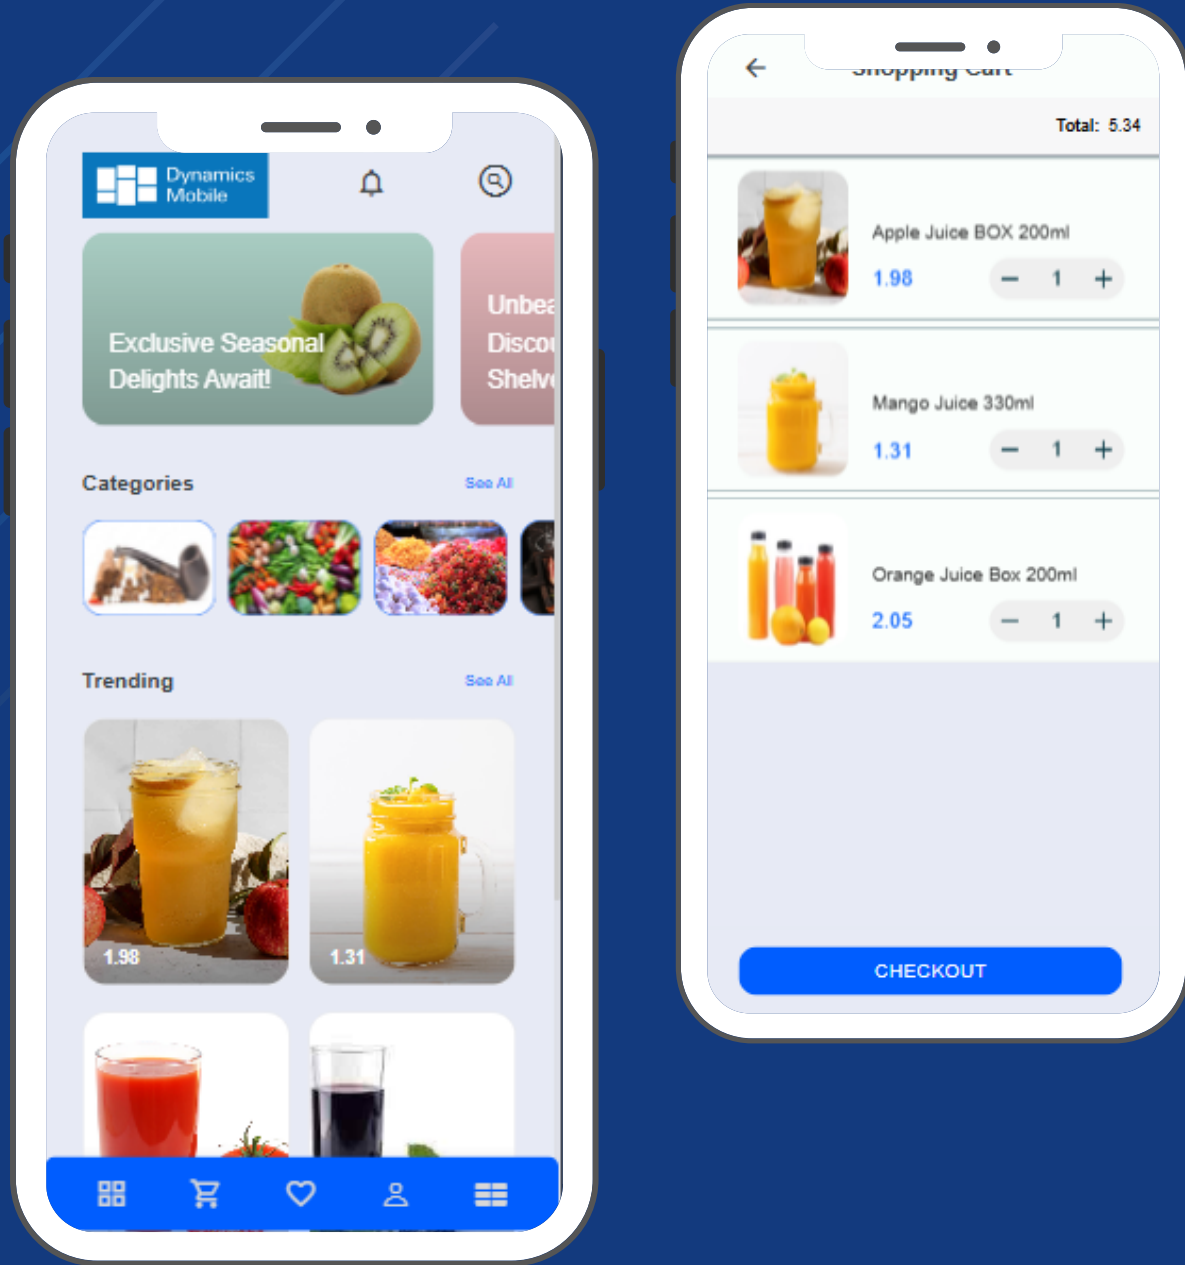 Dynamics
Mobile
Exclusive Seasonal
Delights Await!
Categories
See All
Trending
See All
1.98
1.31
Shopping Cart
Total: 5.34
Apple Juice BOX 200ml
1.98
1
Mango Juice 330ml
1.31
1
Orange Juice Box 200ml
2.05
1
CHECKOUT